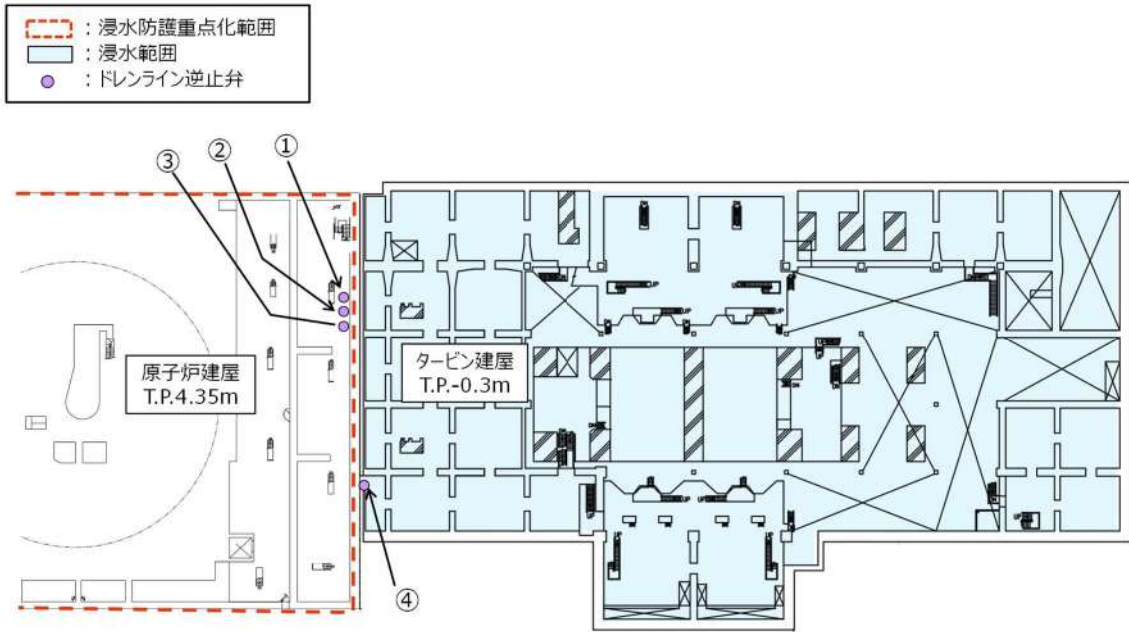 ：浸水防護重点化範囲
：浸水範囲
：ドレンライン逆止弁
①
②
③
原子炉建屋
T.P.4.35m
タービン建屋
T.P.-0.3m
④